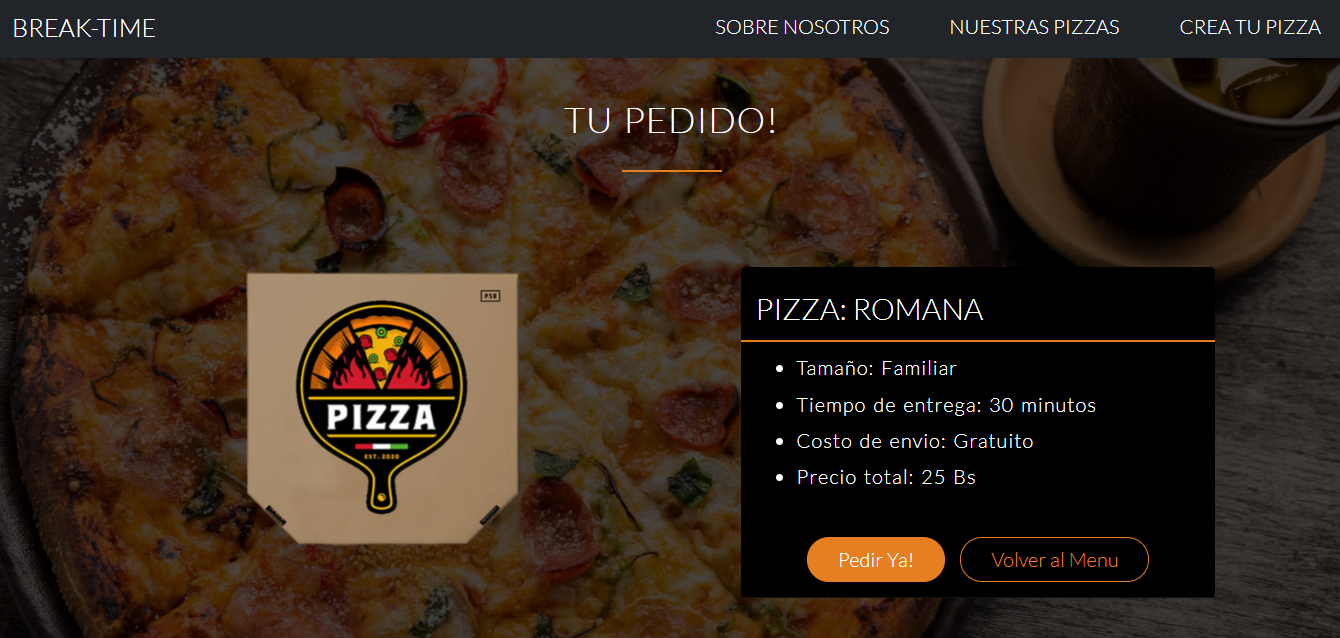 BREAK-TIME
SOBRE NOSOTROS
NUESTRAS PIZZAS
CREA TU PIZZA
TU PEDIDO!
PSB
PIZZA
EST. 2020
PIZZA: ROMANA
Tamaño: Familiar
Tiempo de entrega: 30 minutos
Costo de envio: Gratuito
Precio total: 25 Bs
Pedir Ya!
Volver al Menu